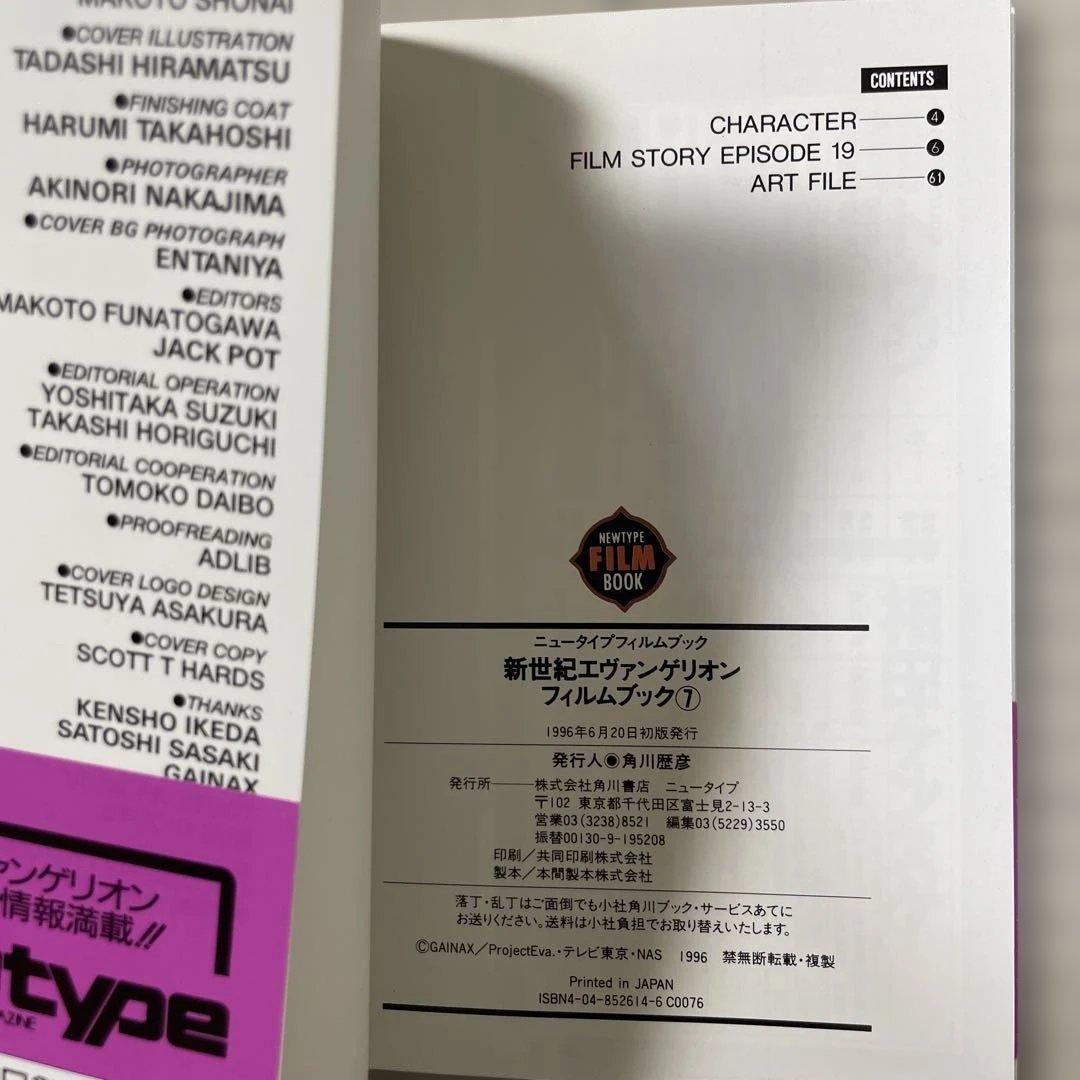 MAKOTO SHONAI
●COVER ILLUSTRATION
TADASHI HIRAMATSU
●FINISHING COAT
HARUMI TAKAHOSHI
●PHOTOGRAPHER
AKINORI NAKAJIMA
●COVER BG PHOTOGRAPH
ENTANIYA
●EDITORS
MAKOTO FUNATOGAWA
JACK POT
●EDITORIAL OPERATION
YOSHITAKA SUZUKI
TAKASHI HORIGUCHI
●EDITORIAL COOPERATION
TOMOKO DAIBO
●PROOFREADING
ADLIB
●COVER LOGO DESIGN
TETSUYA ASAKURA
●COVER COPY
SCOTT T HARDS
●THANKS
KENSHO IKEDA
SATOSHI SASAKI
GAINAX
ァンゲリオン
情報満載!!
type
AZINE
CONTENTS
CHARACTER 4
FILM STORY EPISODE 19 6
ART FILE 61
NEWTYPE
FILM
BOOK
ニュータイプフィルムブック
新世紀エヴァンゲリオン
フィルムブック⑦
1996年6月20日初版発行
発行人◉角川歴彦
発行所――株式会社角川書店 ニュータイプ
〒102 東京都千代田区富士見2-13-3
営業03(3238)8521 編集03(5229)3550
振替00130-9-195208
印刷/共同印刷株式会社
製本/本間製本株式会社
落丁・乱丁はご面倒でも小社角川ブック・サービスあてに
お送りください。送料は小社負担でお取り替えいたします。
©GAINAX/ProjectEva.・テレビ東京・NAS 1996 禁無断転載・複製
Printed in JAPAN
ISBN4-04-852614-6 C0076